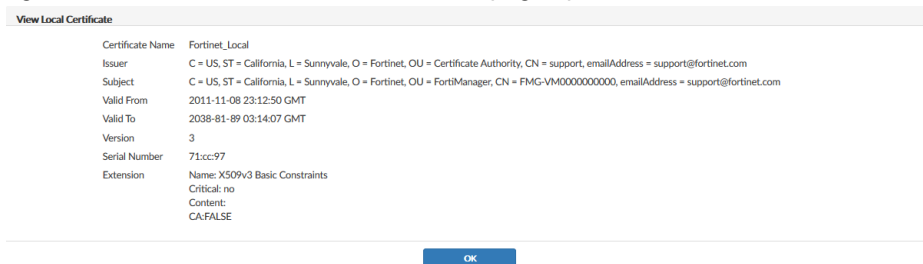 View Local Certificate
Certificate Name Fortinet_Local
Issuer C = US, ST = California, L = Sunnyvale, O = Fortinet, OU = Certificate Authority, CN = support, emailAddress = support@fortinet.com
Subject C = US, ST = California, L = Sunnyvale, O = Fortinet, OU = FortiManager, CN = FMG-VM0000000000, emailAddress = support@fortinet.com
Valid From 2011-11-08 23:12:50 GMT
Valid To 2038-81-89 03:14:07 GMT
Version 3
Serial Number 71:cc:97
Extension Name: X509v3 Basic Constraints
Critical: no
Content:
CA:FALSE
OK